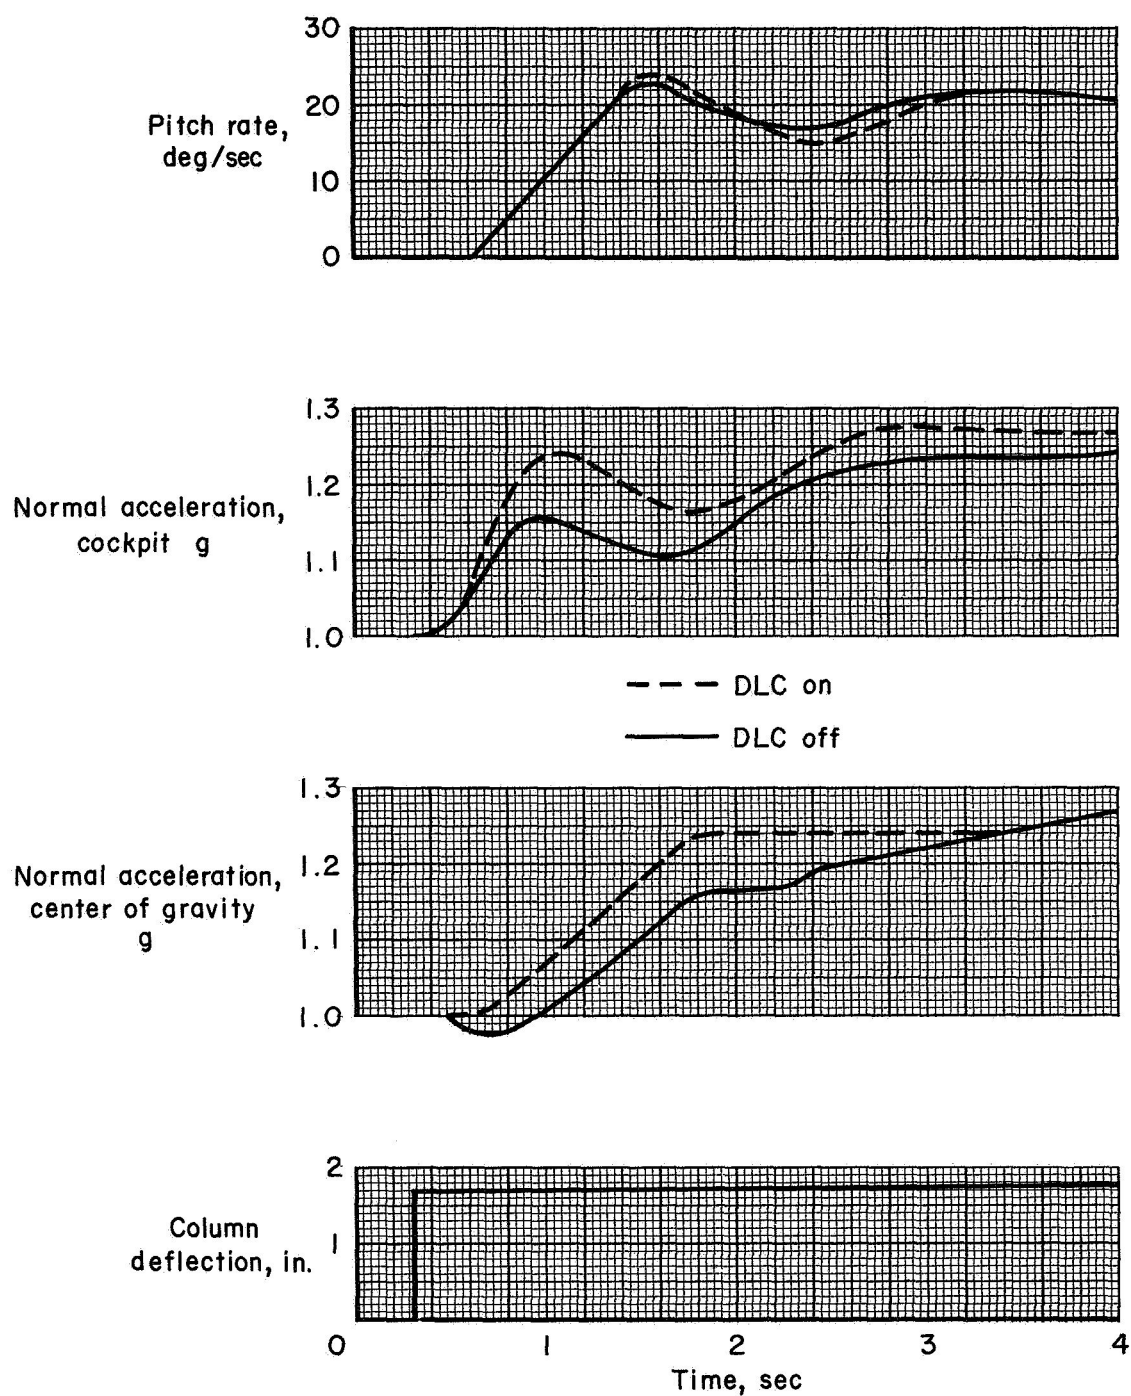 30
20
10
0
Pitch rate,
deg/sec
1.3
1.2
1.1
1.0
Normal acceleration,
cockpit g
DLC on
DLC off
1.3
1.2
1.1
1.0
Normal acceleration,
center of gravity
g
2
1
Column
deflection, in.
0 1 2 3 4
Time, sec